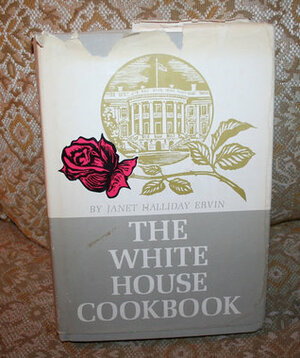 BY JANET HALLIDAY ERVIN
THE
WHITE
HOUSE
COOKBOOK